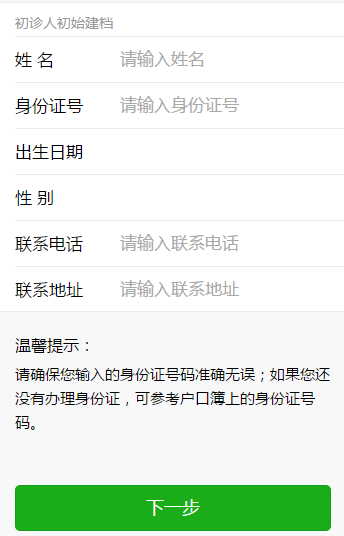 初诊人初始建档
姓 名 请输入姓名
身份证号 请输入身份证号
出生日期
性 别
联系电话 请输入联系电话
联系地址 请输入联系地址
温馨提示：
请确保您输入的身份证号码准确无误；如果您还
没有办理身份证，可参考户口簿上的身份证号
码。
下一步